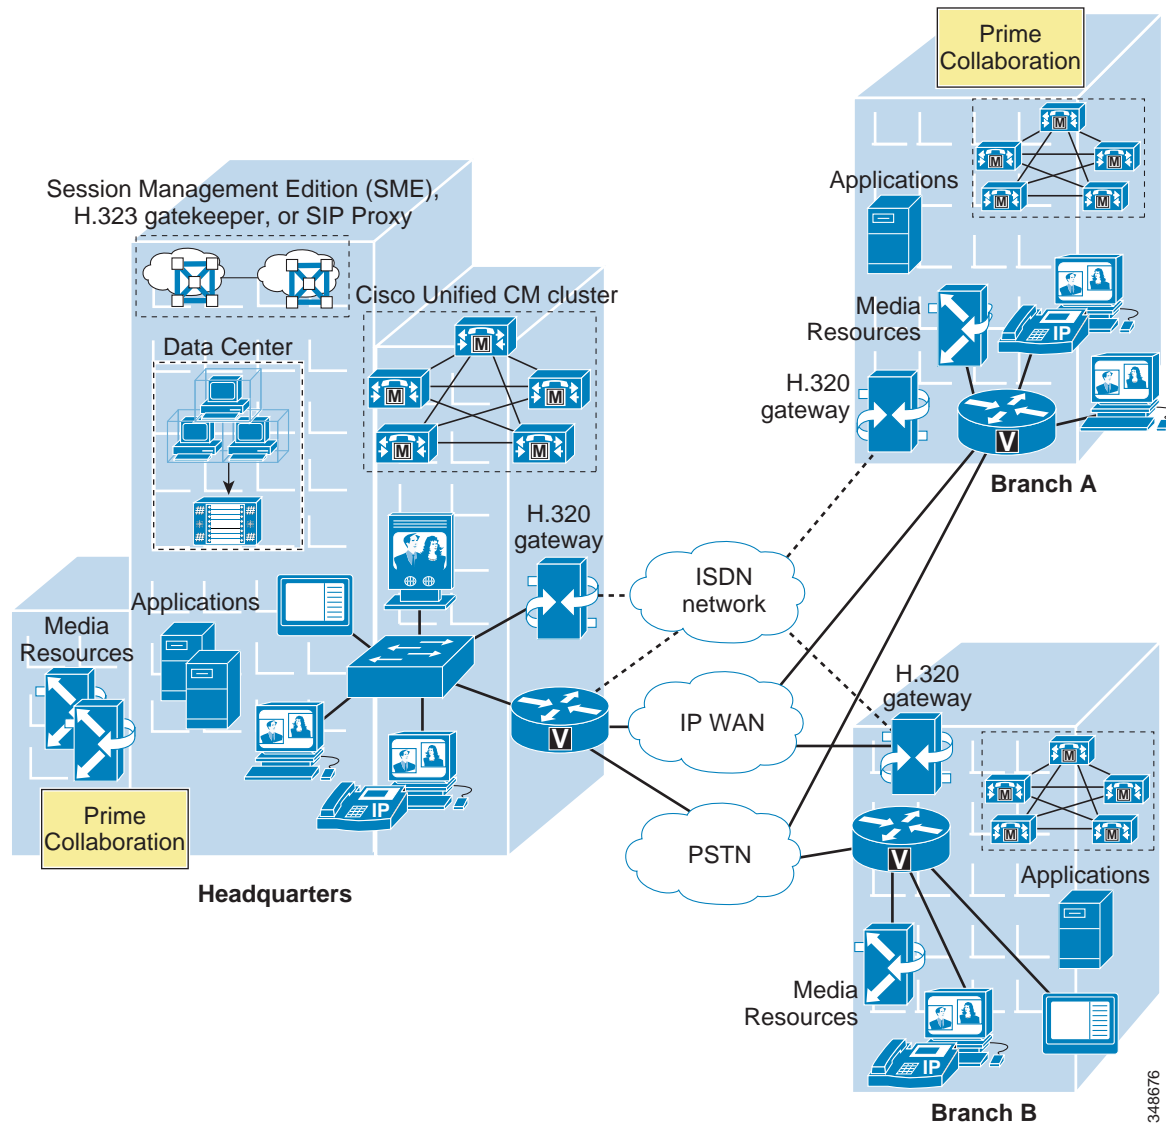 Prime
Collaboration
M
M
M
M
M
Applications
Session Management Edition (SME),
H.323 gatekeeper, or SIP Proxy
Media
Resources
IP
Cisco Unified CM cluster
M
M
M
M
M
Data Center
H.320
gateway
V
Branch A
H.320
gateway
ISDN
network
Applications
Media
Resources
H.320
gateway
IP WAN
V
M
M
M
M
M
IP
Prime
Collaboration
PSTN
V
Applications
Headquarters
Media
Resources
IP
Branch B
348676